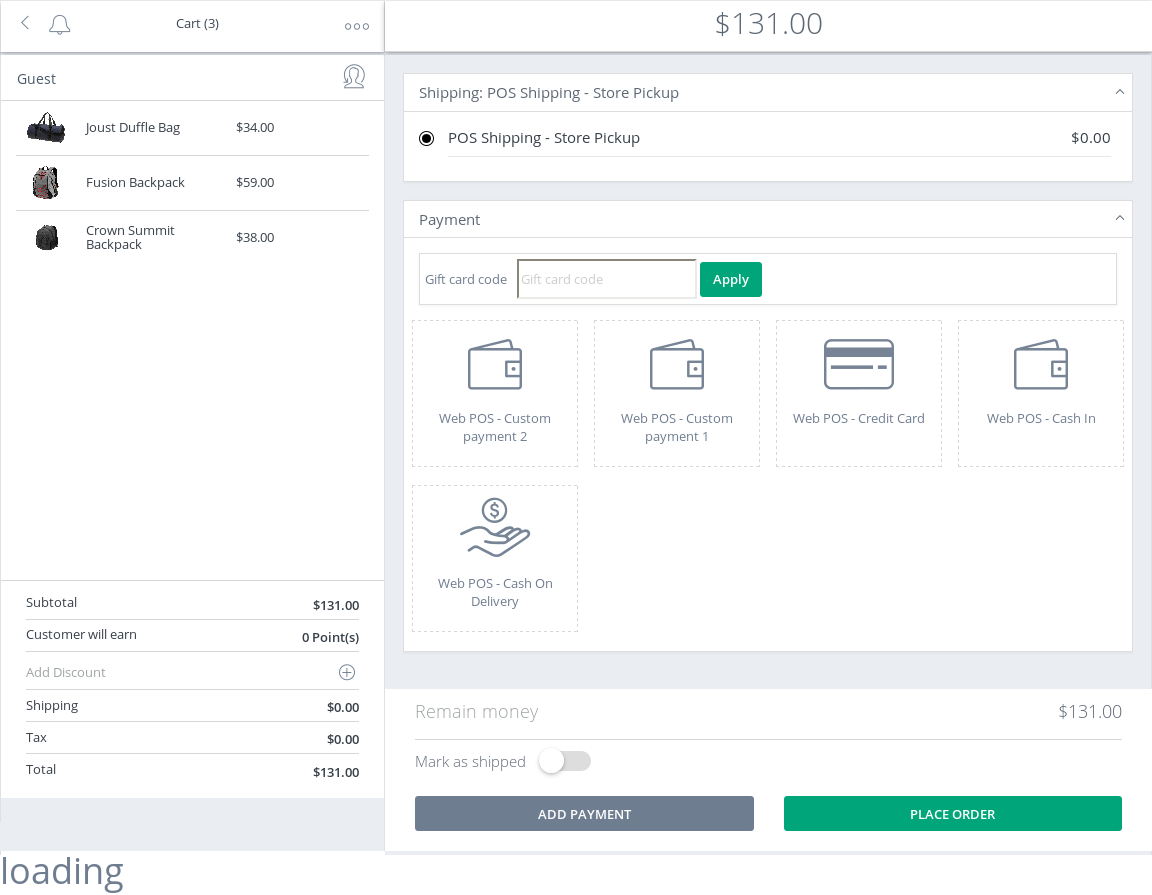 Cart (3)
Guest
Joust Duffle Bag $34.00
Fusion Backpack $59.00
Crown Summit
Backpack
$38.00
Subtotal $131.00
Customer will earn 0 Point(s)
Add Discount
Shipping $0.00
Tax $0.00
Total $131.00
$131.00
Shipping: POS Shipping - Store Pickup
POS Shipping - Store Pickup $0.00
Payment
Gift card code Gift card code Apply
Web POS - Custom
payment 2
Web POS - Custom
payment 1
Web POS - Credit Card
Web POS - Cash In
$
Web POS - Cash On
Delivery
Remain money $131.00
Mark as shipped
ADD PAYMENT PLACE ORDER
loading